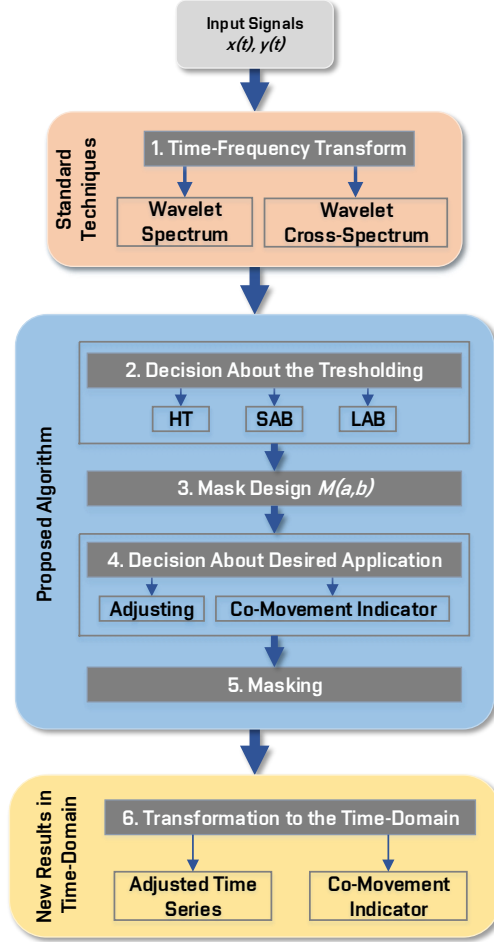 Input Signals
x(t), y(t)
Standard
Techniques
1. Time-Frequency Transform
Wavelet
Spectrum
Wavelet
Cross-Spectrum
Proposed Algorithm
2. Decision About the Tresholding
HT
SAB
LAB
3. Mask Design M(a,b)
4. Decision About Desired Application
Adjusting
Co-Movement Indicator
5. Masking
New Results in
Time-Domain
6. Transformation to the Time-Domain
Adjusted Time
Series
Co-Movement
Indicator